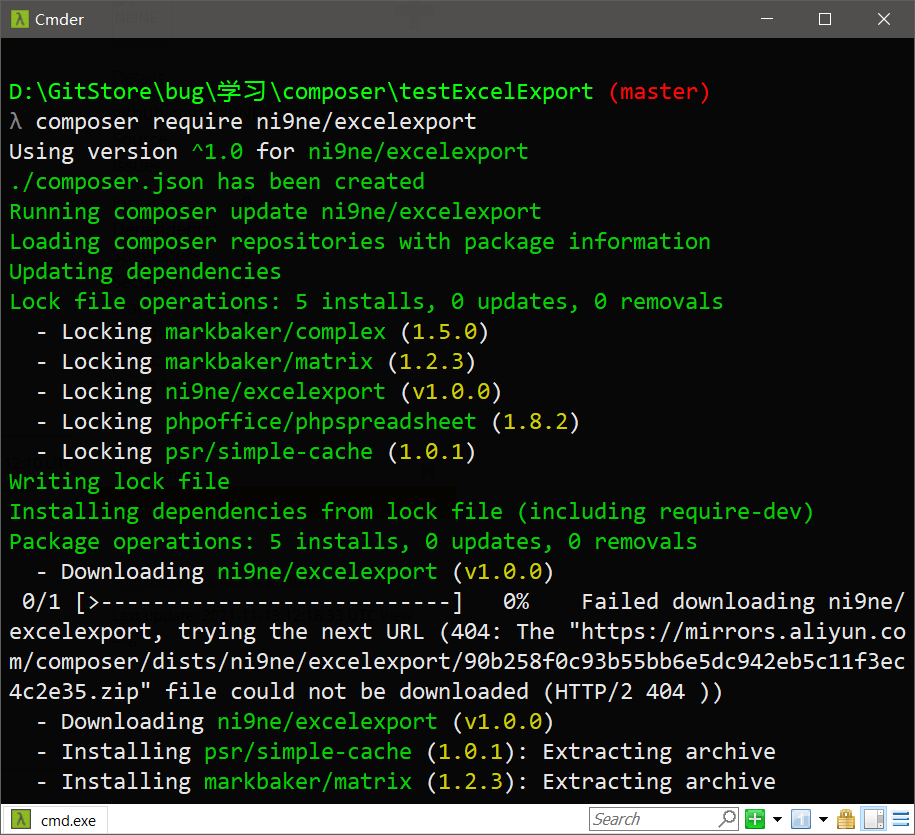 Cmder
D:\GitStore\bug\学习\composer\testExcelExport (master)
λ composer require ni9ne/excelexport
Using version ^1.0 for ni9ne/excelexport
./composer.json has been created
Running composer update ni9ne/excelexport
Loading composer repositories with package information
Updating dependencies
Lock file operations: 5 installs, 0 updates, 0 removals
  - Locking markbaker/complex (1.5.0)
  - Locking markbaker/matrix (1.2.3)
  - Locking ni9ne/excelexport (v1.0.0)
  - Locking phpoffice/phpspreadsheet (1.8.2)
  - Locking psr/simple-cache (1.0.1)
Writing lock file
Installing dependencies from lock file (including require-dev)
Package operations: 5 installs, 0 updates, 0 removals
  - Downloading ni9ne/excelexport (v1.0.0)
 0/1 [>---------------------------]   0%    Failed downloading ni9ne/
excelexport, trying the next URL (404: The "https://mirrors.aliyun.co
m/composer/dists/ni9ne/excelexport/90b258f0c93b55bb6e5dc942eb5c11f3ec
4c2e35.zip" file could not be downloaded (HTTP/2 404 ))
  - Downloading ni9ne/excelexport (v1.0.0)
  - Installing psr/simple-cache (1.0.1): Extracting archive
  - Installing markbaker/matrix (1.2.3): Extracting archive
λ cmd.exe
Search